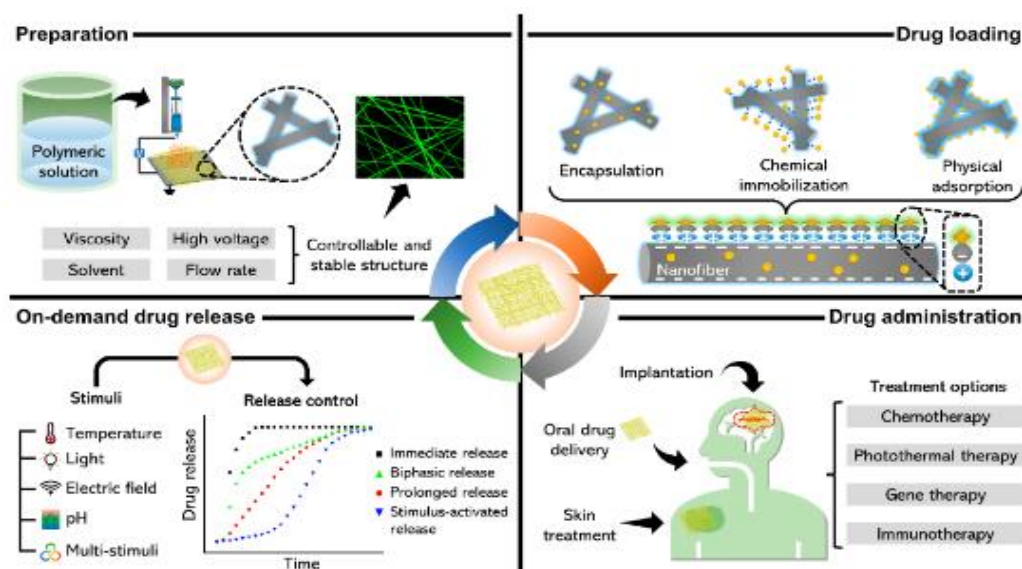 Preparation
Polymeric
solution
V
Viscosity
High voltage
Solvent
Flow rate
Controllable and
stable structure
Drug loading
Encapsulation
Chemical
immobilization
Physical
adsorption
Nanofiber
−
+
On-demand drug release
Stimuli
Temperature
Light
Electric field
pH
Multi-stimuli
Release control
Drug release
Immediate release
Biphasic release
Prolonged release
Stimulus-activated
release
Time
Drug administration
Implantation
Oral drug
delivery
Skin
treatment
Treatment options
Chemotherapy
Photothermal therapy
Gene therapy
Immunotherapy